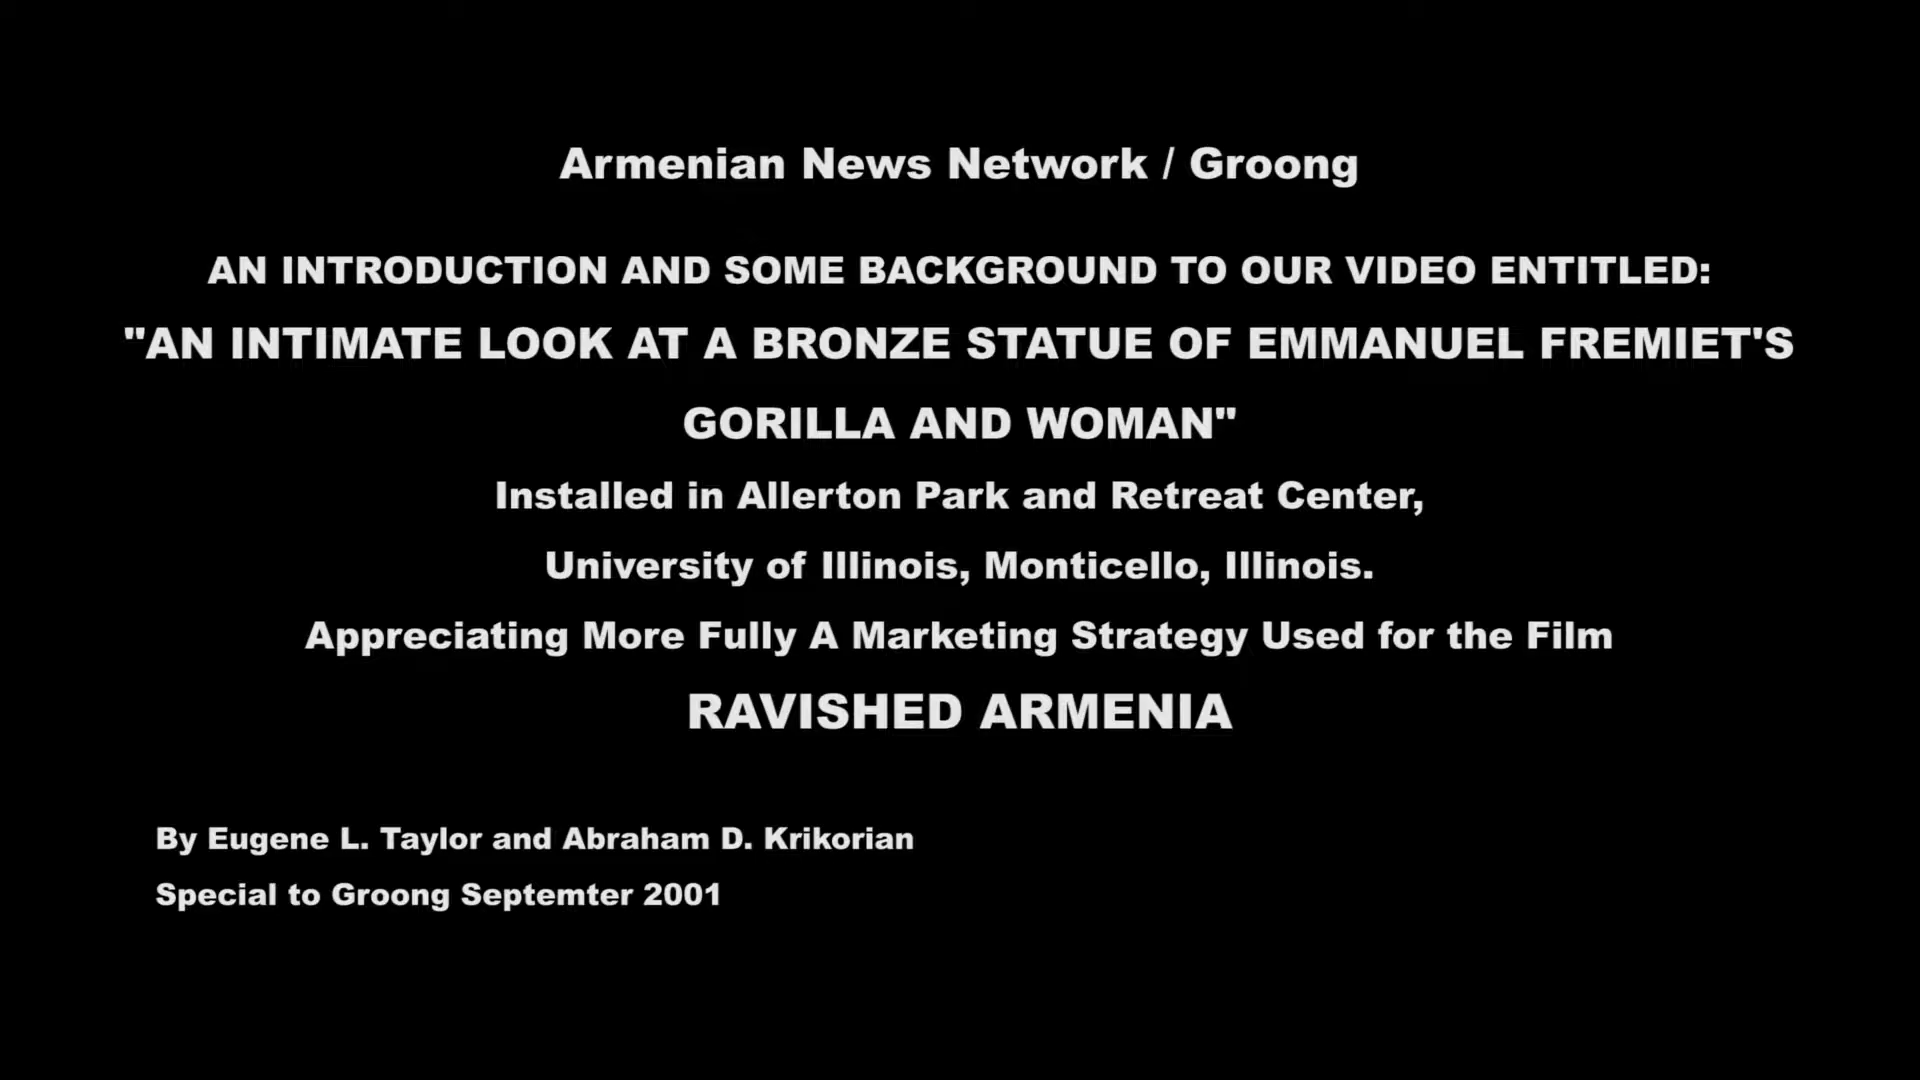 Armenian News Network / Groong
AN INTRODUCTION AND SOME BACKGROUND TO OUR VIDEO ENTITLED:
"AN INTIMATE LOOK AT A BRONZE STATUE OF EMMANUEL FREMIET'S
GORILLA AND WOMAN"
Installed in Allerton Park and Retreat Center,
University of Illinois, Monticello, Illinois.
Appreciating More Fully A Marketing Strategy Used for the Film
RAVISHED ARMENIA
By Eugene L. Taylor and Abraham D. Krikorian
Special to Groong Septemter 2001